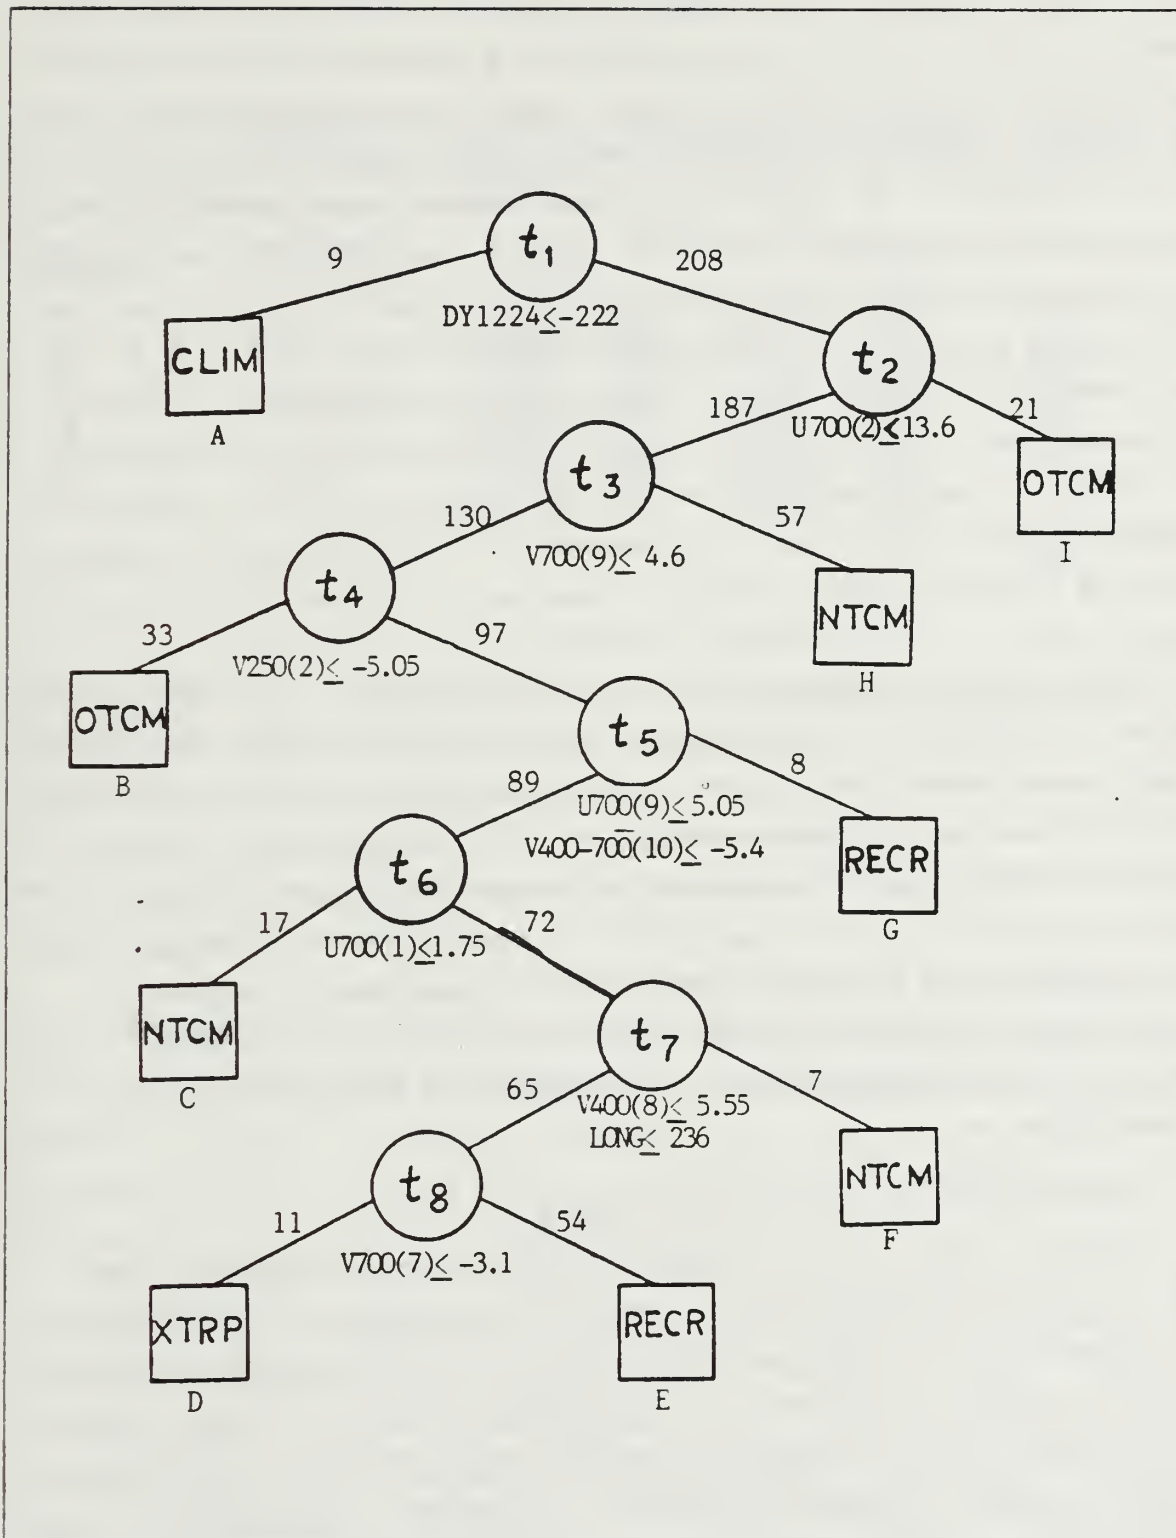 t1
9
208
DY1224≤-222
CLIM
A
t2
187
21
U700(2)≤13.6
OTCM
I
t3
130
57
V700(9)≤ 4.6
NTCM
H
t4
33
97
V250(2)≤ -5.05
OTCM
B
t5
89
8
U700(9)≤5.05
V400-700(10)≤ -5.4
RECR
G
t6
17
72
U700(1)≤1.75
NTCM
C
t7
65
7
V400(8)≤ 5.55
LONG≤ 236
NTCM
F
t8
11
54
V700(7)≤ -3.1
XTRP
D
RECR
E